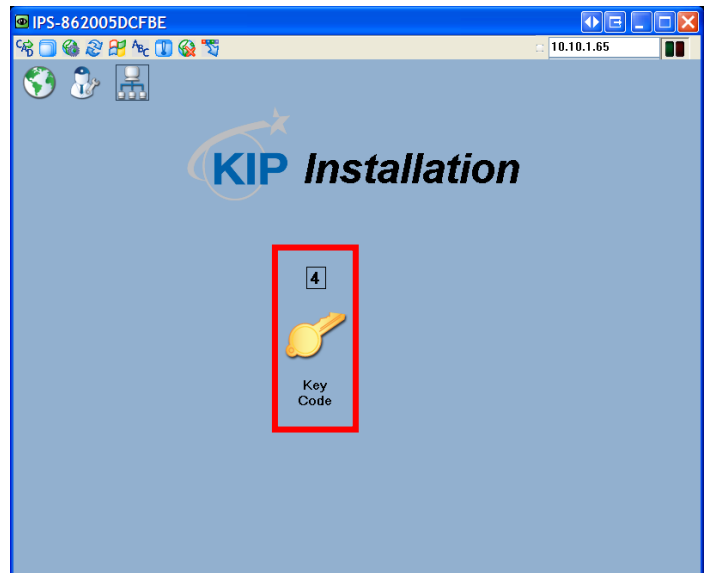 IPS-862005DCFBE
10.10.1.65
KIP Installation
4
Key
Code